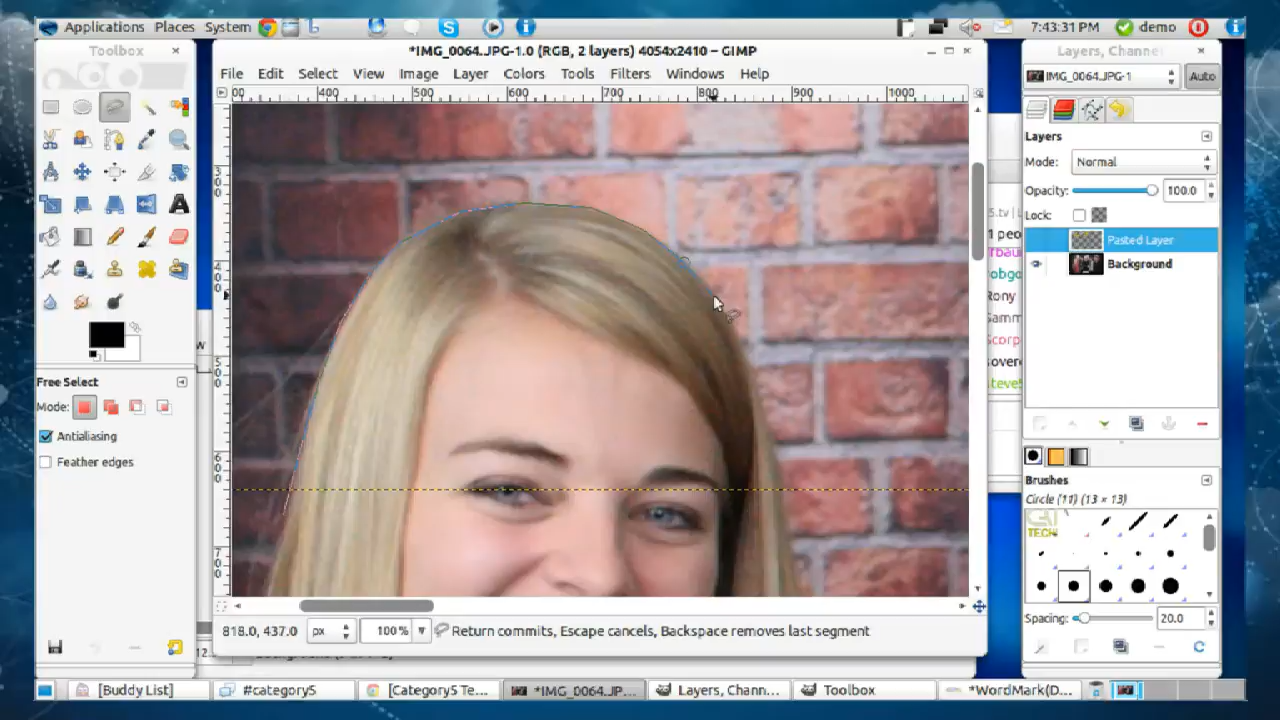 Applications Places System
7:43:31 PM demo
Toolbox
*IMG_0064.JPG-1.0 (RGB, 2 layers) 4054x2410 – GIMP
Layers, Channel
File Edit Select View Image Layer Colors Tools Filters Windows Help
IMG_0064.JPG-1
Auto
400 500 600 700 800 900 1000
Layers
Mode: Normal
Opacity: 100.0
Lock:
Pasted Layer
Background
Free Select
Mode:
Antialiasing
Feather edges
Brushes
Circle (11) (13 × 13)
TECH
Spacing: 20.0
818.0, 437.0 px 100% Return commits, Escape cancels, Backspace removes last segment
[Buddy List] #category5 [Category5 Te... *IMG_0064.JP... Layers, Chann... Toolbox *WordMark(D...